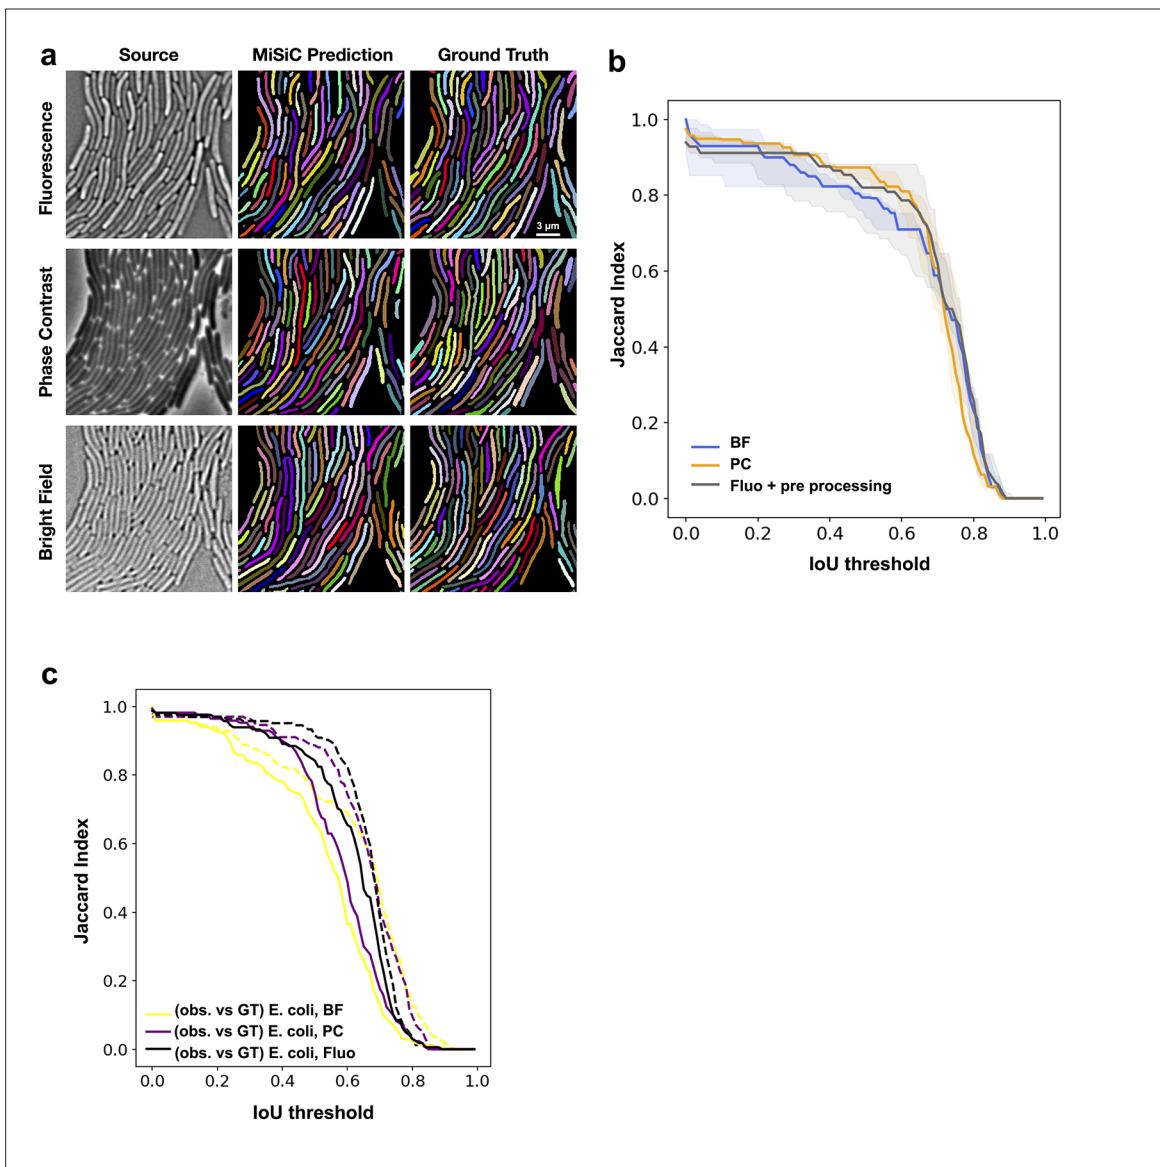 a
Source
MiSiC Prediction
Ground Truth
Fluorescence
3 µm
Phase Contrast
Bright Field
b
1.0
0.8
0.6
0.4
0.2
0.0
Jaccard Index
BF
PC
Fluo + pre processing
0.0 0.2 0.4 0.6 0.8 1.0
IoU threshold
c
1.0
0.8
0.6
0.4
0.2
0.0
Jaccard Index
(obs. vs GT) E. coli, BF
(obs. vs GT) E. coli, PC
(obs. vs GT) E. coli, Fluo
0.0 0.2 0.4 0.6 0.8 1.0
IoU threshold